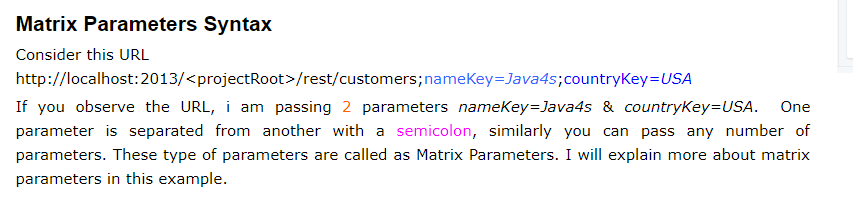 Matrix Parameters Syntax
Consider this URL
http://localhost:2013/<projectRoot>/rest/customers;nameKey=Java4s;countryKey=USA
If you observe the URL, i am passing 2 parameters nameKey=Java4s & countryKey=USA. One
parameter is separated from another with a semicolon, similarly you can pass any number of
parameters. These type of parameters are called as Matrix Parameters. I will explain more about matrix
parameters in this example.